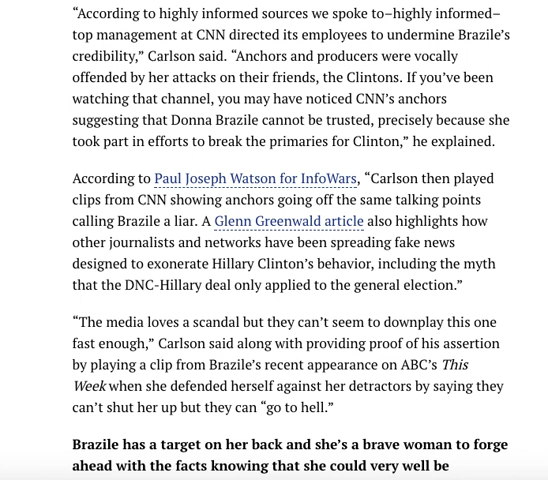 “According to highly informed sources we spoke to–highly informed–
top management at CNN directed its employees to undermine Brazile’s
credibility,” Carlson said. “Anchors and producers were vocally
offended by her attacks on their friends, the Clintons. If you’ve been
watching that channel, you may have noticed CNN’s anchors
suggesting that Donna Brazile cannot be trusted, precisely because she
took part in efforts to break the primaries for Clinton,” he explained.
According to Paul Joseph Watson for InfoWars, “Carlson then played
clips from CNN showing anchors going off the same talking points
calling Brazile a liar. A Glenn Greenwald article also highlights how
other journalists and networks have been spreading fake news
designed to exonerate Hillary Clinton’s behavior, including the myth
that the DNC-Hillary deal only applied to the general election.”
“The media loves a scandal but they can’t seem to downplay this one
fast enough,” Carlson said along with providing proof of his assertion
by playing a clip from Brazile’s recent appearance on ABC’s This
Week when she defended herself against her detractors by saying they
can’t shut her up but they can “go to hell.”
Brazile has a target on her back and she’s a brave woman to forge
ahead with the facts knowing that she could very well be